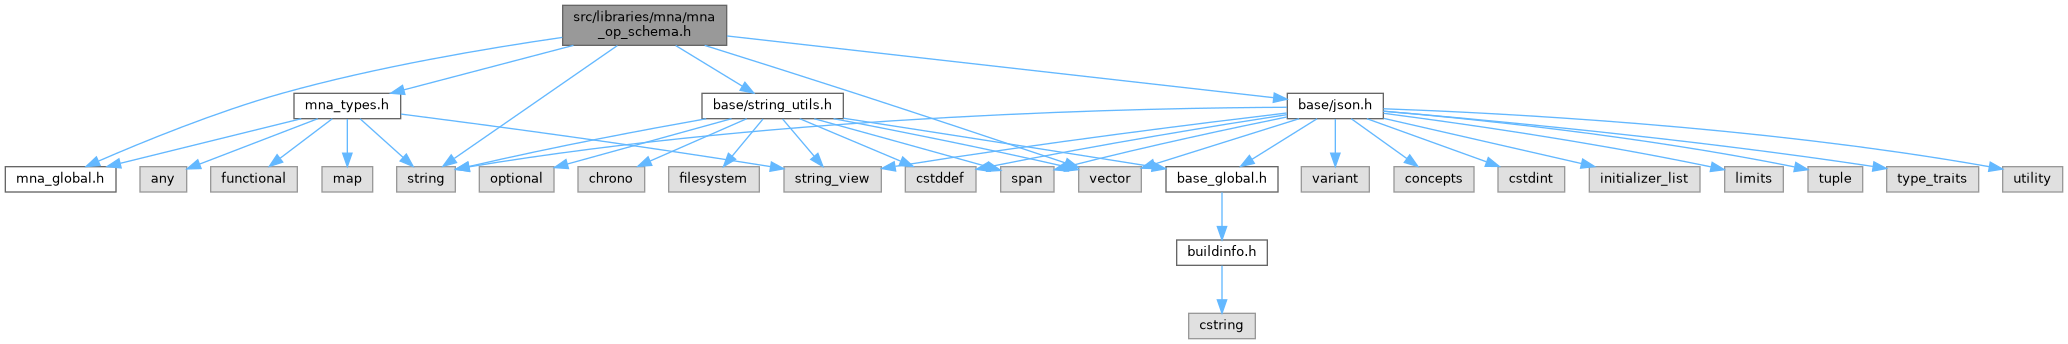 src/libraries/mna/mna
_op_schema.h
mna_types.h
base/string_utils.h
base/json.h
mna_global.h
any
functional
map
string
optional
chrono
filesystem
string_view
cstddef
span
vector
base_global.h
variant
concepts
cstdint
initializer_list
limits
tuple
type_traits
utility
buildinfo.h
cstring